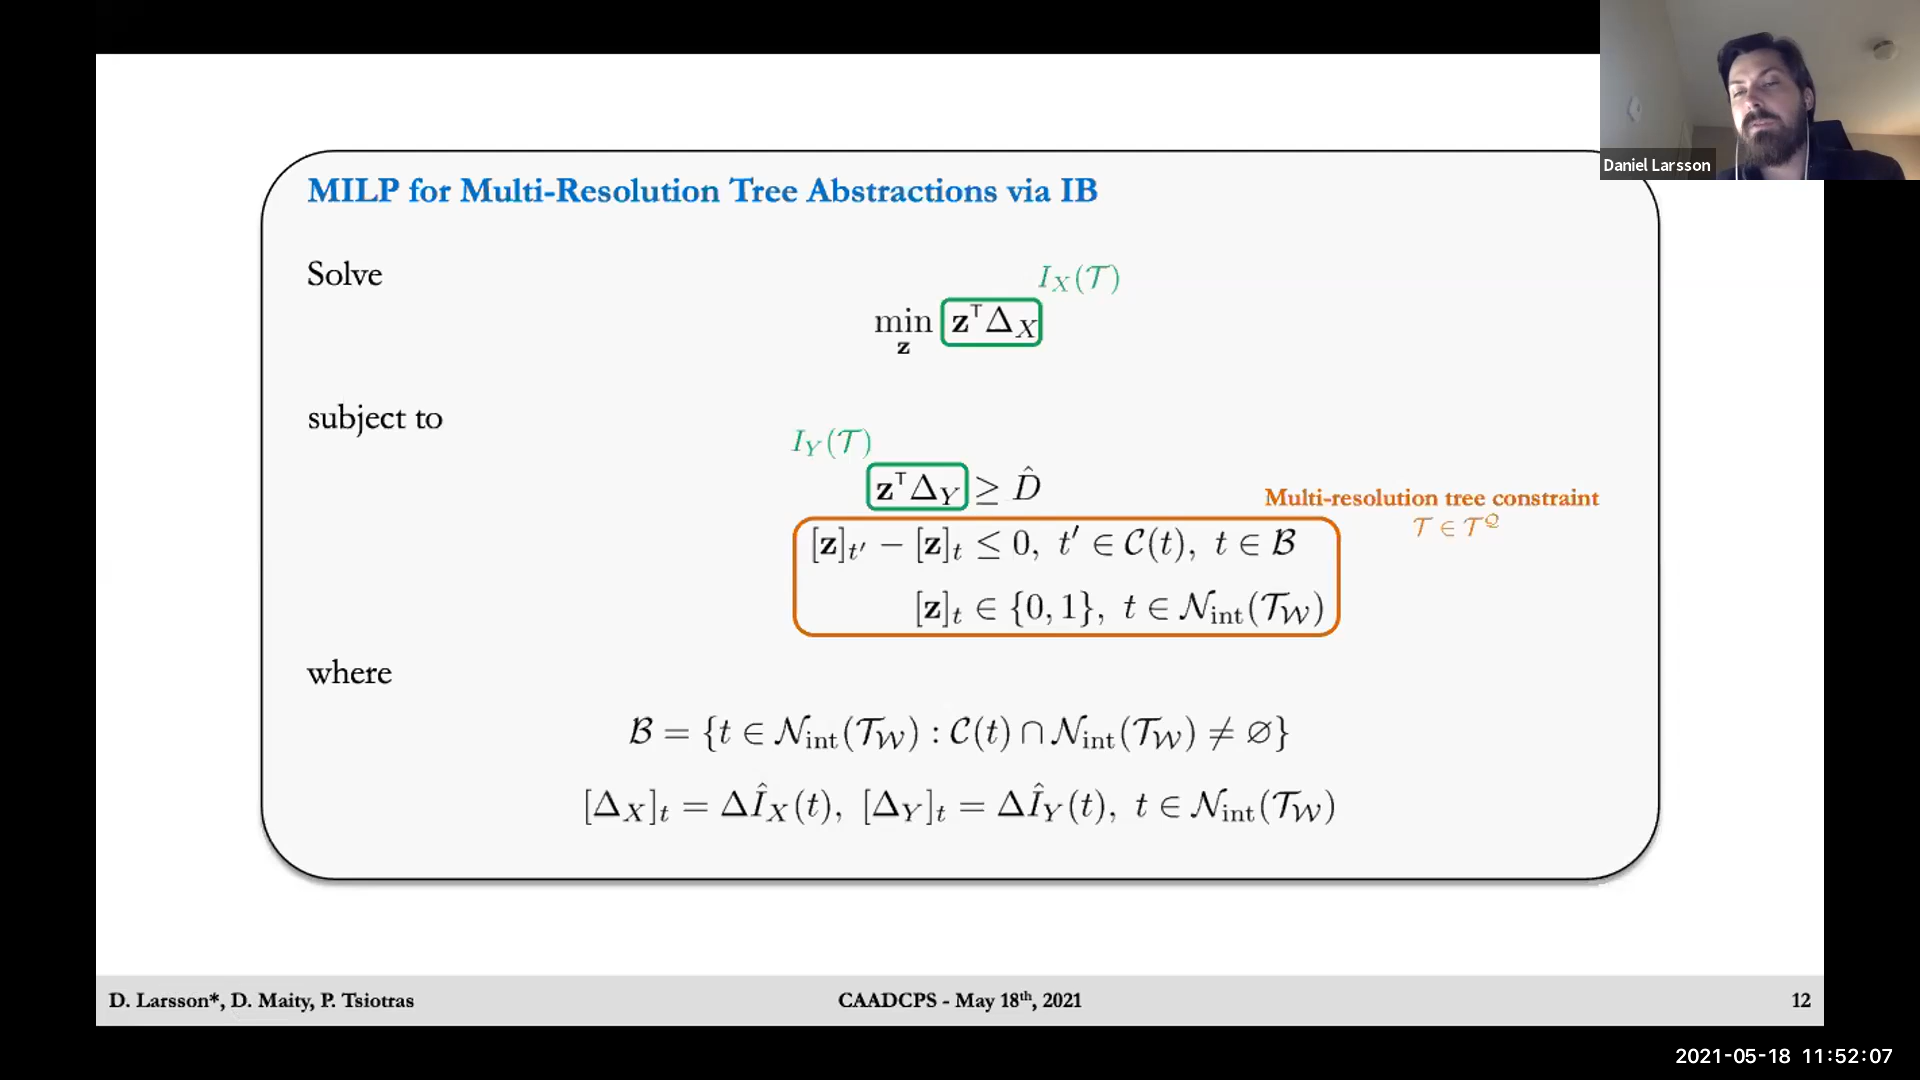 Daniel Larsson
MILP for Multi-Resolution Tree Abstractions via IB
Solve
I_X(𝒯)
min_z z^⊤Δ_X
subject to
I_Y(𝒯)
z^⊤Δ_Y ≥ D̂
Multi-resolution tree constraint
𝒯 ∈ 𝒯^𝒬
[z]_{t′} − [z]_t ≤ 0, t′ ∈ 𝒞(t), t ∈ ℬ
[z]_t ∈ {0, 1}, t ∈ 𝒩_int(𝒯_𝒲)
where
ℬ = {t ∈ 𝒩_int(𝒯_𝒲) : 𝒞(t) ∩ 𝒩_int(𝒯_𝒲) ≠ ∅}
[Δ_X]_t = ΔÎ_X(t), [Δ_Y]_t = ΔÎ_Y(t), t ∈ 𝒩_int(𝒯_𝒲)
D. Larsson*, D. Maity, P. Tsiotras
CAADCPS - May 18th, 2021
12
2021-05-18 11:52:07